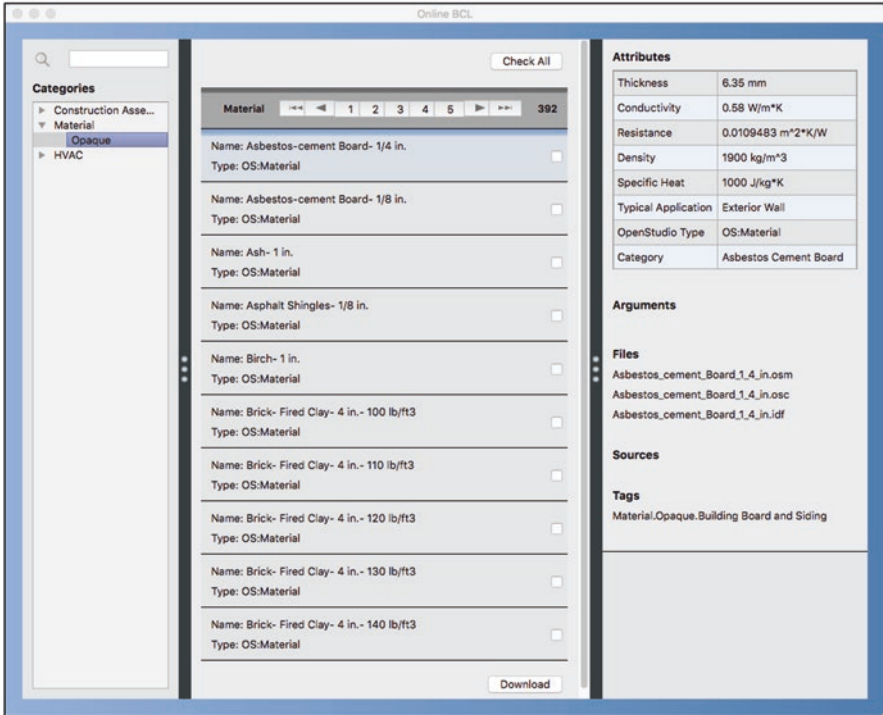 Online BCL
Categories
Construction Asse...
Material
Opaque
HVAC
Check All
Material 1 2 3 4 5 392
Name: Asbestos-cement Board- 1/4 in.
Type: OS:Material
Name: Asbestos-cement Board- 1/8 in.
Type: OS:Material
Name: Ash- 1 in.
Type: OS:Material
Name: Asphalt Shingles- 1/8 in.
Type: OS:Material
Name: Birch- 1 in.
Type: OS:Material
Name: Brick- Fired Clay- 4 in.- 100 lb/ft3
Type: OS:Material
Name: Brick- Fired Clay- 4 in.- 110 lb/ft3
Type: OS:Material
Name: Brick- Fired Clay- 4 in.- 120 lb/ft3
Type: OS:Material
Name: Brick- Fired Clay- 4 in.- 130 lb/ft3
Type: OS:Material
Name: Brick- Fired Clay- 4 in.- 140 lb/ft3
Type: OS:Material
Download
Attributes
Thickness 6.35 mm
Conductivity 0.58 W/m*K
Resistance 0.0109483 m^2*K/W
Density 1900 kg/m^3
Specific Heat 1000 J/kg*K
Typical Application Exterior Wall
OpenStudio Type OS:Material
Category Asbestos Cement Board
Arguments
Files
Asbestos_cement_Board_1_4_in.osm
Asbestos_cement_Board_1_4_in.osc
Asbestos_cement_Board_1_4_in.idf
Sources
Tags
Material.Opaque.Building Board and Siding